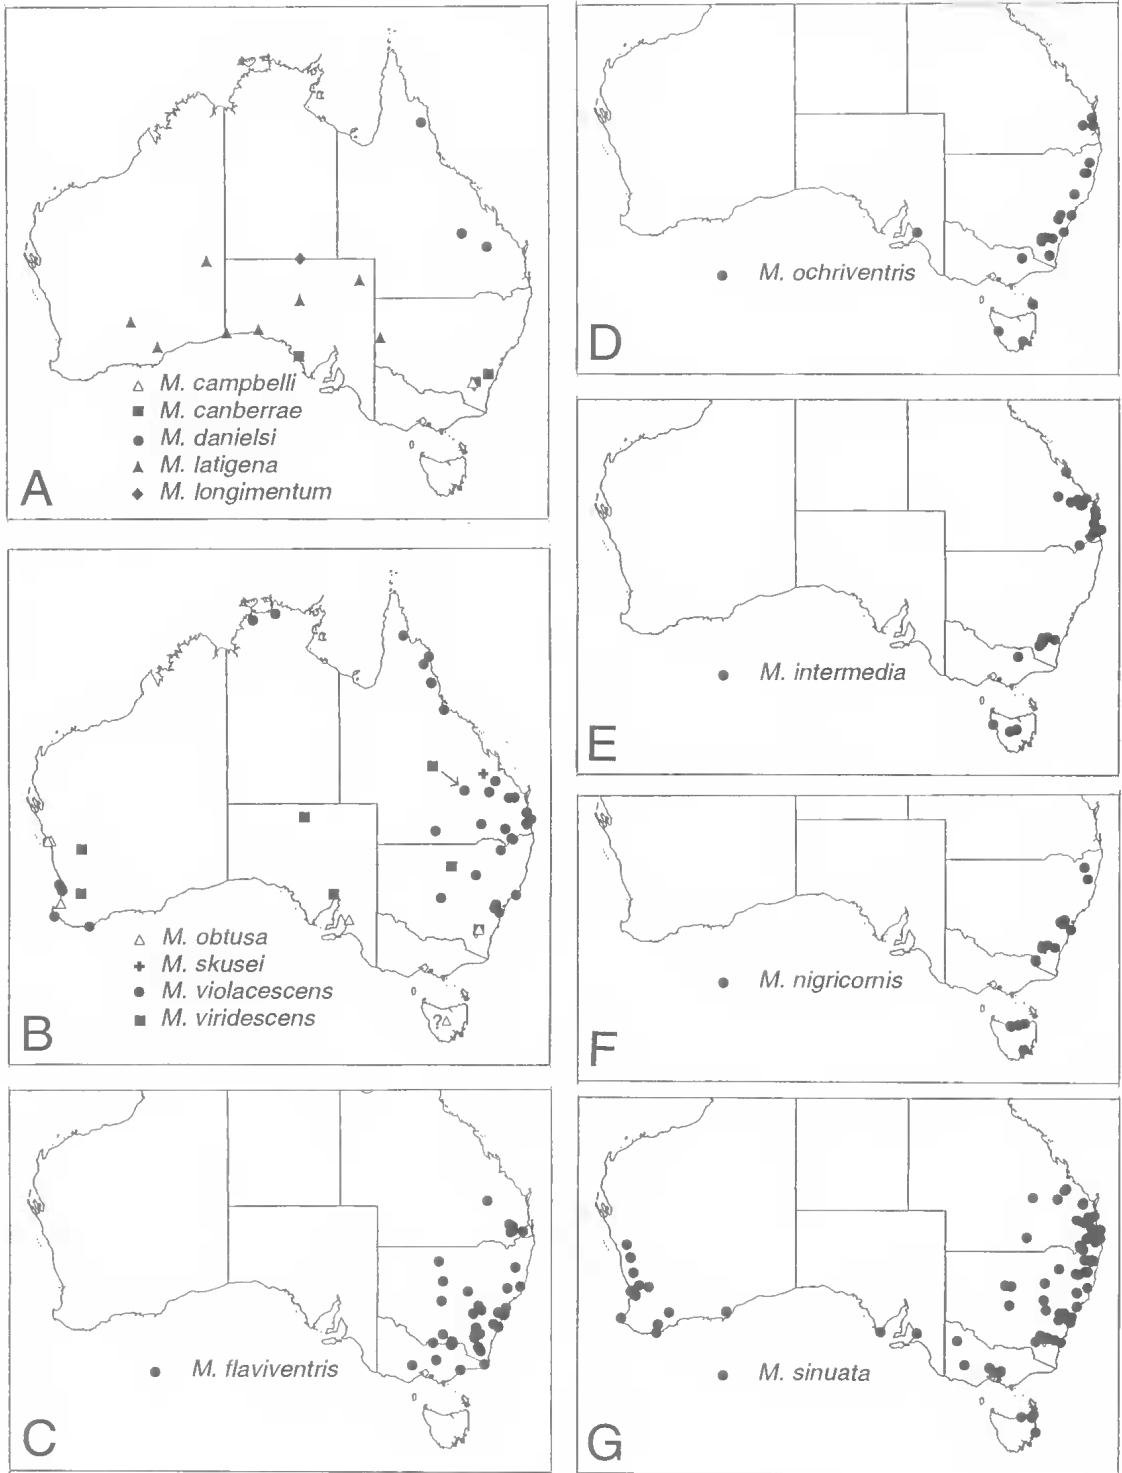 M. campbelli
M. canberrae
M. danielsi
M. latigena
M. longimentum
A
M. obtusa
M. skusei
M. violacescens
M. viridescens
?
B
M. flaviventris
C
M. ochriventris
D
M. intermedia
E
M. nigricornis
F
M. sinuata
G